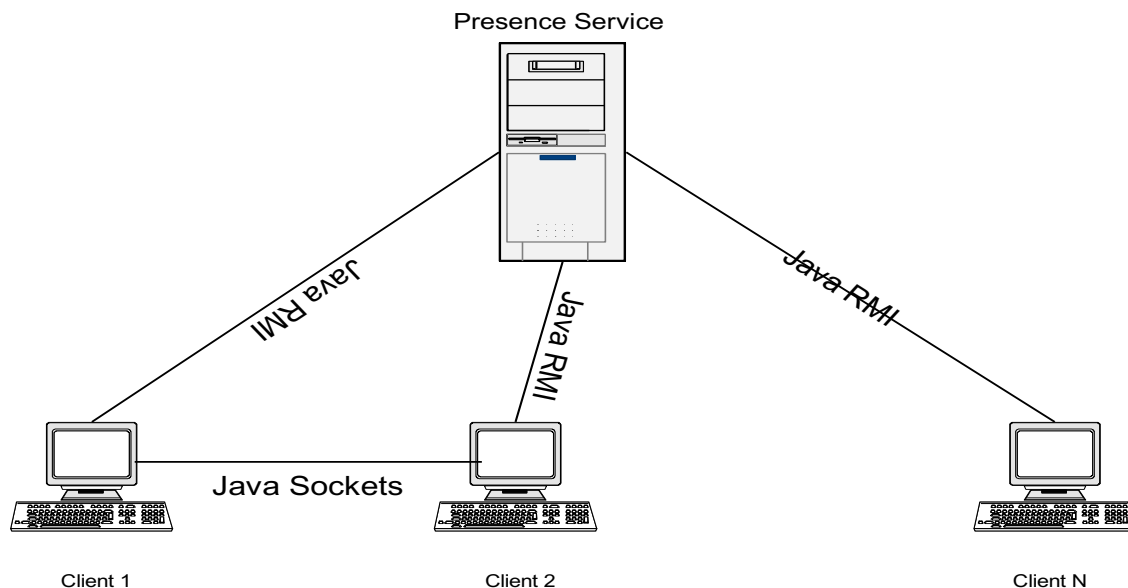 Presence Service
Java RMI
Java RMI
Java RMI
Java Sockets
Client 1
Client 2
Client N